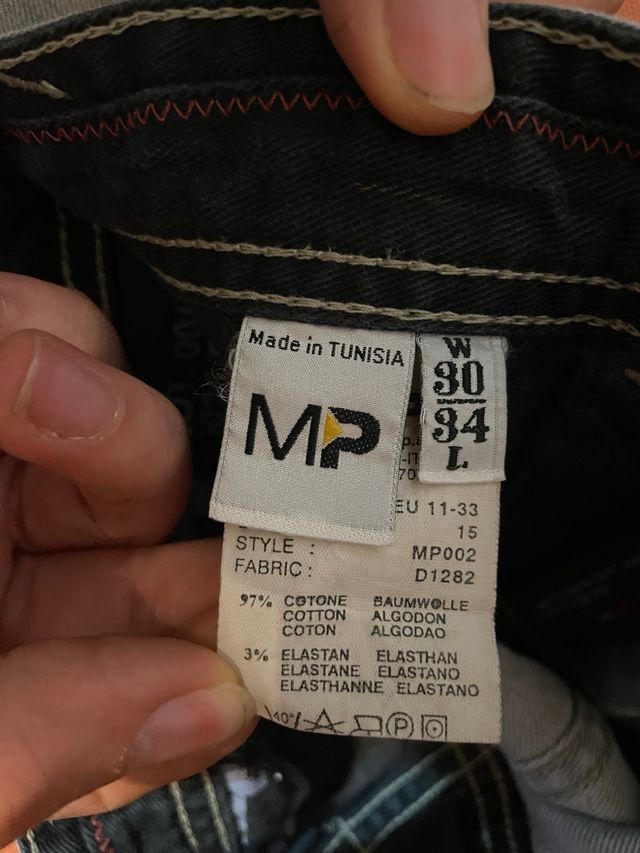 Made in TUNISIA
MP
W
30
34
L
EU 11-33
15
STYLE : MP002
FABRIC : D1282
97% COTONE BAUMWOLLE
COTTON ALGODON
COTON ALGODAO
3% ELASTAN ELASTHAN
ELASTANE ELASTANO
ELASTHANNE ELASTANO
40° P